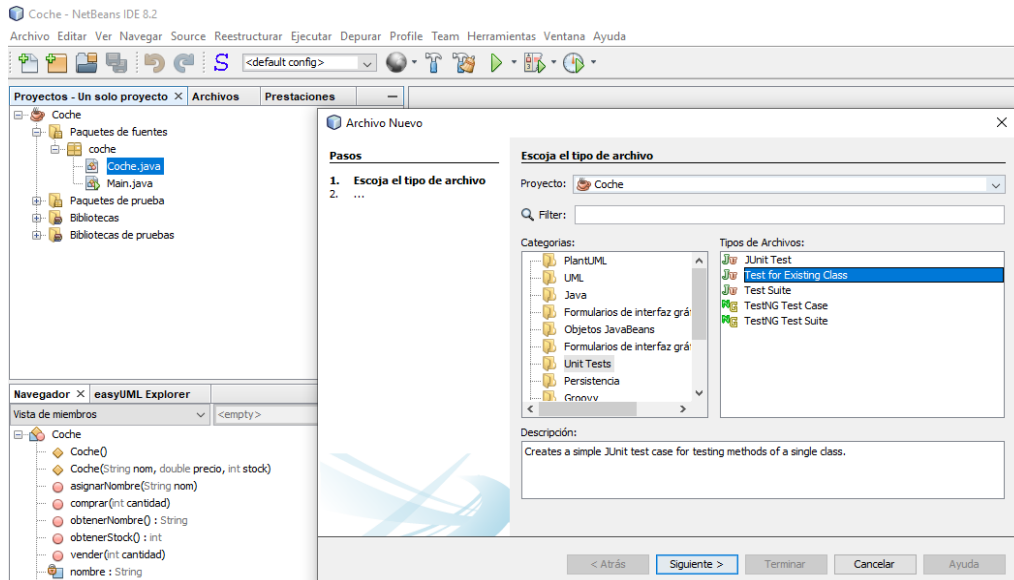 Coche - NetBeans IDE 8.2
Archivo Editar Ver Navegar Source Reestructurar Ejecutar Depurar Profile Team Herramientas Ventana Ayuda
<default config>
Proyectos - Un solo proyecto
Archivos
Prestaciones
Coche
Paquetes de fuentes
coche
Coche.java
Main.java
Paquetes de prueba
Bibliotecas
Bibliotecas de pruebas
Navegador
easyUML Explorer
Vista de miembros
<empty>
Coche
Coche()
Coche(String nom, double precio, int stock)
asignarNombre(String nom)
comprar(int cantidad)
obtenerNombre() : String
obtenerStock() : int
vender(int cantidad)
nombre : String
Archivo Nuevo
Pasos
1. Escoja el tipo de archivo
2. ...
Escoja el tipo de archivo
Proyecto: Coche
Filter:
Categorias:
PlantUML
UML
Java
Formularios de interfaz grá
Objetos JavaBeans
Formularios de interfaz grá
Unit Tests
Persistencia
Groovy
Tipos de Archivos:
JUnit Test
Test for Existing Class
Test Suite
TestNG Test Case
TestNG Test Suite
Descripción:
Creates a simple JUnit test case for testing methods of a single class.
< Atrás
Siguiente >
Terminar
Cancelar
Ayuda